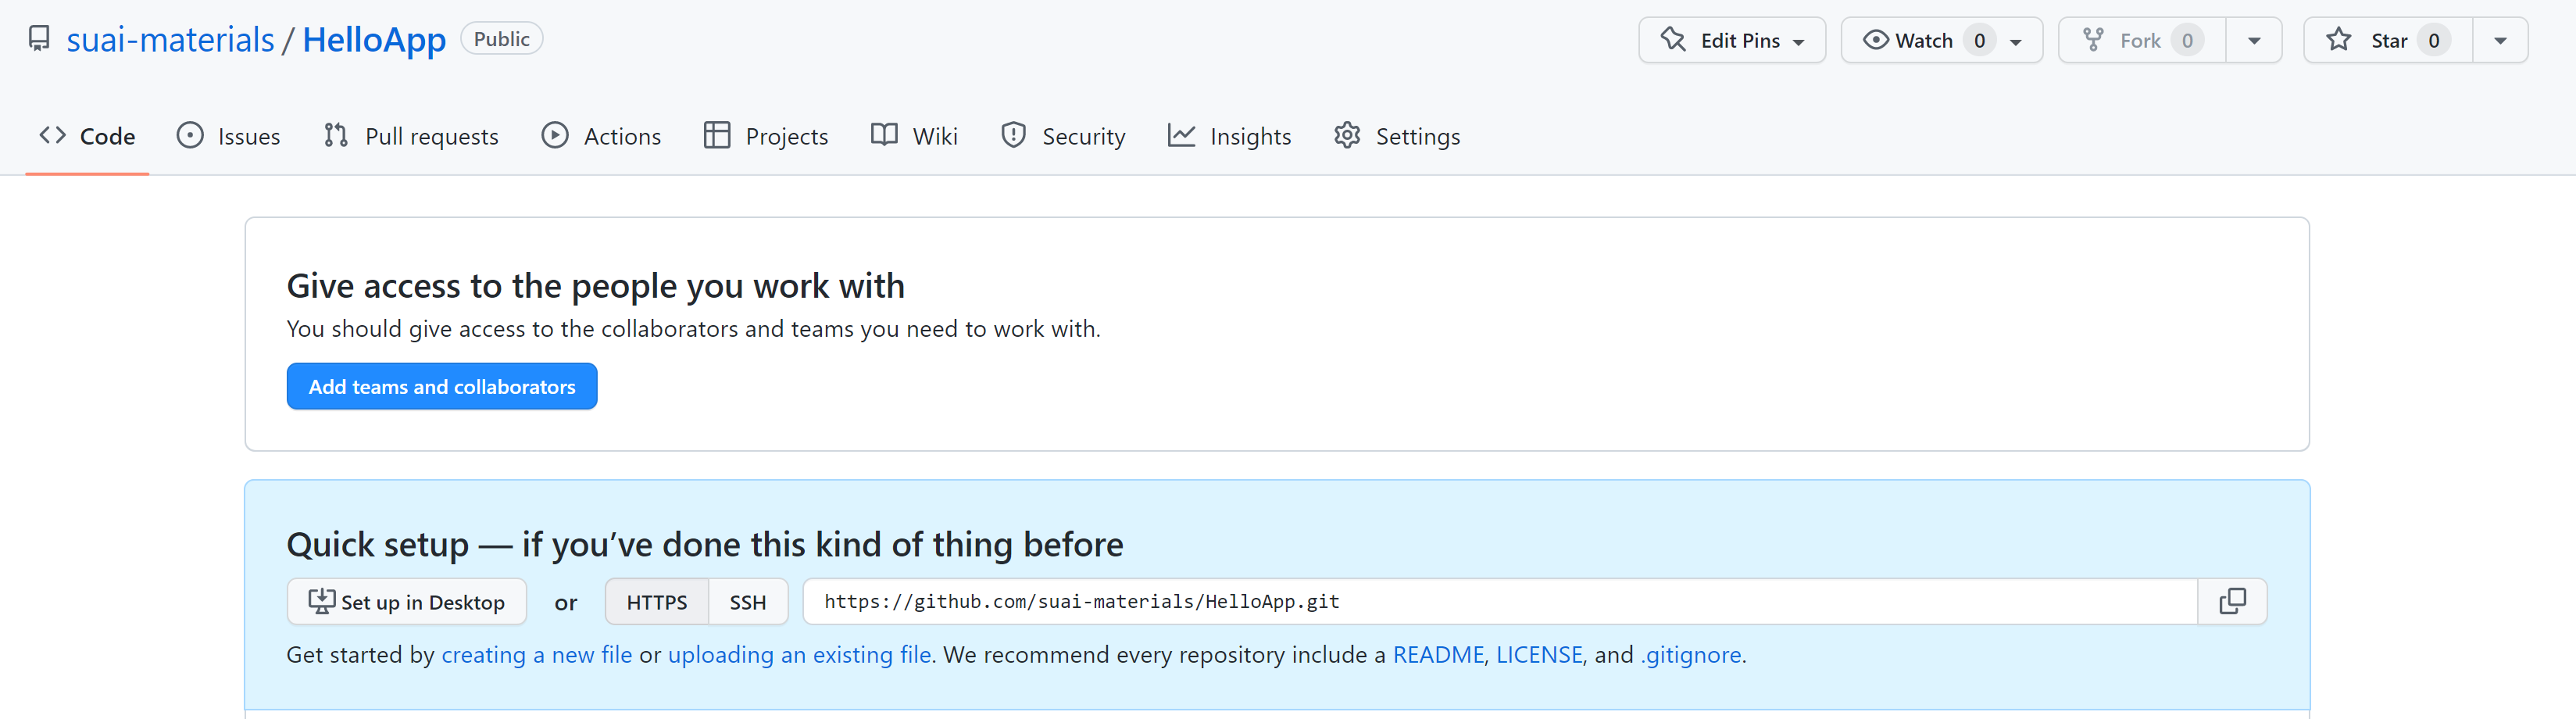 suai-materials / HelloApp Public Edit Pins Watch 0 Fork 0 Star 0
Code Issues Pull requests Actions Projects Wiki Security Insights Settings
Give access to the people you work with
You should give access to the collaborators and teams you need to work with.
Add teams and collaborators
Quick setup — if you’ve done this kind of thing before
Set up in Desktop or HTTPS SSH https://github.com/suai-materials/HelloApp.git
Get started by creating a new file or uploading an existing file. We recommend every repository include a README, LICENSE, and .gitignore.